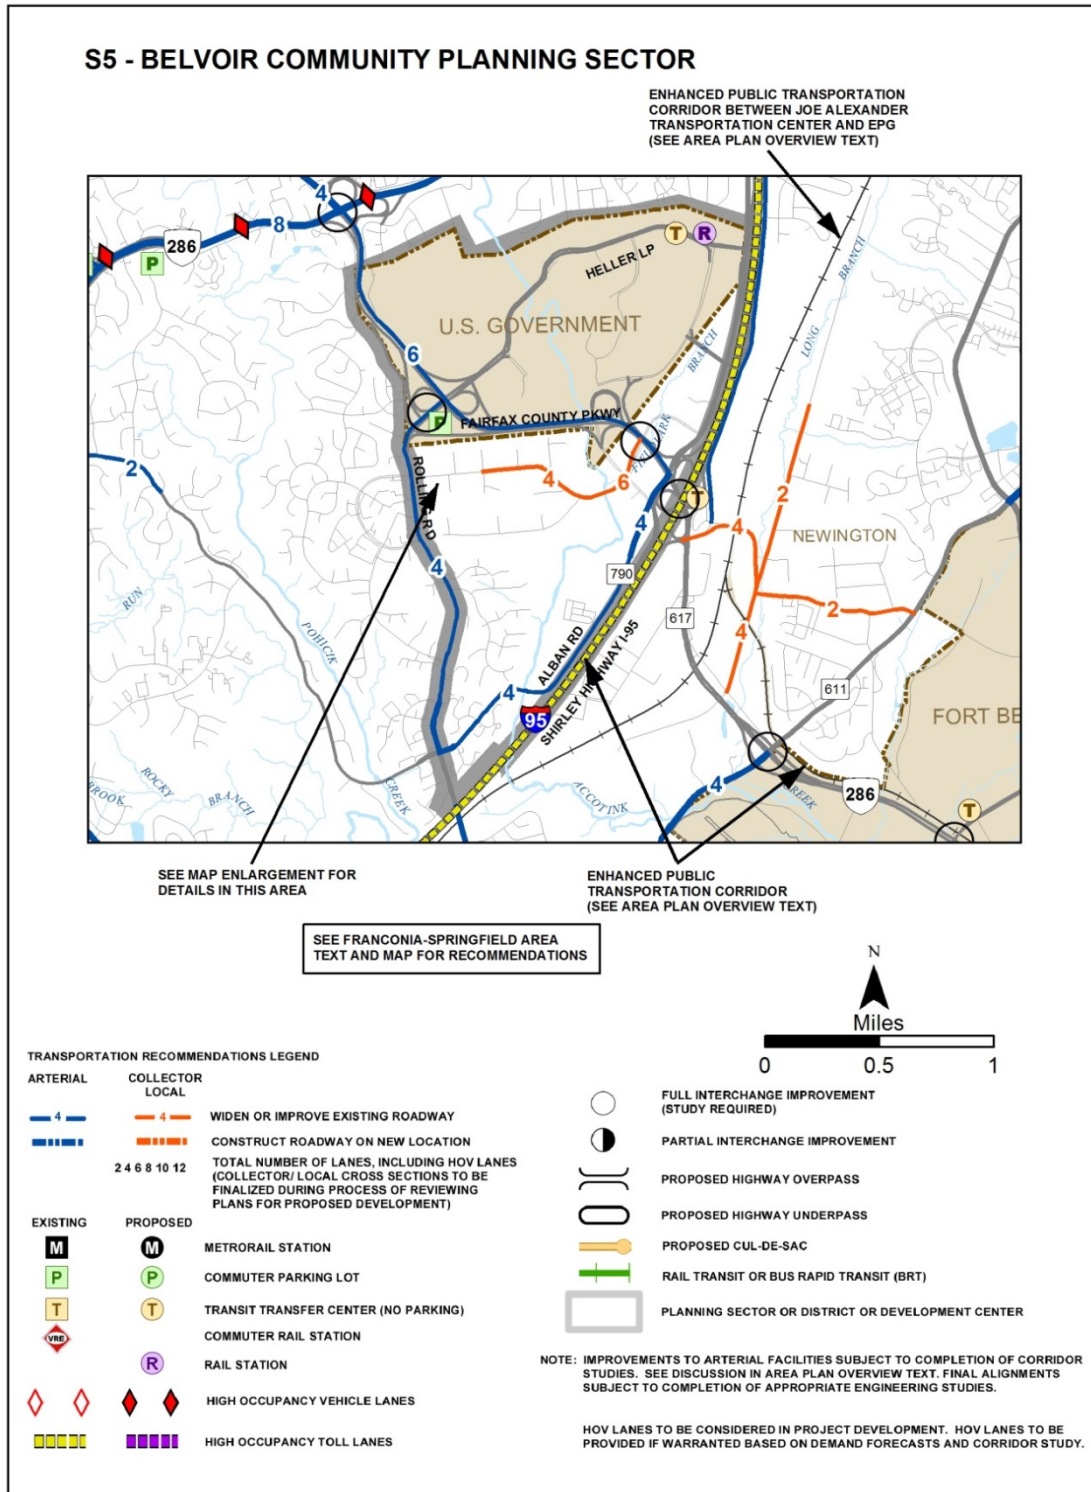 S5 - BELVOIR COMMUNITY PLANNING SECTOR
ENHANCED PUBLIC TRANSPORTATION
CORRIDOR BETWEEN JOE ALEXANDER
TRANSPORTATION CENTER AND EPG
(SEE AREA PLAN OVERVIEW TEXT)
4
8
286
P
T
R
HELLER LP
BRANCH
LONG
U.S. GOVERNMENT
6
BRANCH
P
FAIRFAX COUNTY PKWY
ROLLING RD
2
4
6
T
4
4
2
NEWINGTON
4
790
617
2
4
RUN
POHICK
ALBAN RD
SHIRLEY HIGHWAY I-95
4
95
611
FORT BE
ROCKY
BROOK
BRANCH
CREEK
ACCOTINK
4
CREEK
286
T
SEE MAP ENLARGEMENT FOR
DETAILS IN THIS AREA
ENHANCED PUBLIC
TRANSPORTATION CORRIDOR
(SEE AREA PLAN OVERVIEW TEXT)
SEE FRANCONIA-SPRINGFIELD AREA
TEXT AND MAP FOR RECOMMENDATIONS
N
Miles
0 0.5 1
TRANSPORTATION RECOMMENDATIONS LEGEND
ARTERIAL
COLLECTOR
LOCAL
4 4 WIDEN OR IMPROVE EXISTING ROADWAY
CONSTRUCT ROADWAY ON NEW LOCATION
2 4 6 8 10 12 TOTAL NUMBER OF LANES, INCLUDING HOV LANES
(COLLECTOR/ LOCAL CROSS SECTIONS TO BE
FINALIZED DURING PROCESS OF REVIEWING
PLANS FOR PROPOSED DEVELOPMENT)
EXISTING PROPOSED
M M METRORAIL STATION
P P COMMUTER PARKING LOT
T T TRANSIT TRANSFER CENTER (NO PARKING)
VRE COMMUTER RAIL STATION
R RAIL STATION
HIGH OCCUPANCY VEHICLE LANES
HIGH OCCUPANCY TOLL LANES
FULL INTERCHANGE IMPROVEMENT
(STUDY REQUIRED)
PARTIAL INTERCHANGE IMPROVEMENT
PROPOSED HIGHWAY OVERPASS
PROPOSED HIGHWAY UNDERPASS
PROPOSED CUL-DE-SAC
RAIL TRANSIT OR BUS RAPID TRANSIT (BRT)
PLANNING SECTOR OR DISTRICT OR DEVELOPMENT CENTER
NOTE: IMPROVEMENTS TO ARTERIAL FACILITIES SUBJECT TO COMPLETION OF CORRIDOR
STUDIES. SEE DISCUSSION IN AREA PLAN OVERVIEW TEXT. FINAL ALIGNMENTS
SUBJECT TO COMPLETION OF APPROPRIATE ENGINEERING STUDIES.
HOV LANES TO BE CONSIDERED IN PROJECT DEVELOPMENT. HOV LANES TO BE
PROVIDED IF WARRANTED BASED ON DEMAND FORECASTS AND CORRIDOR STUDY.